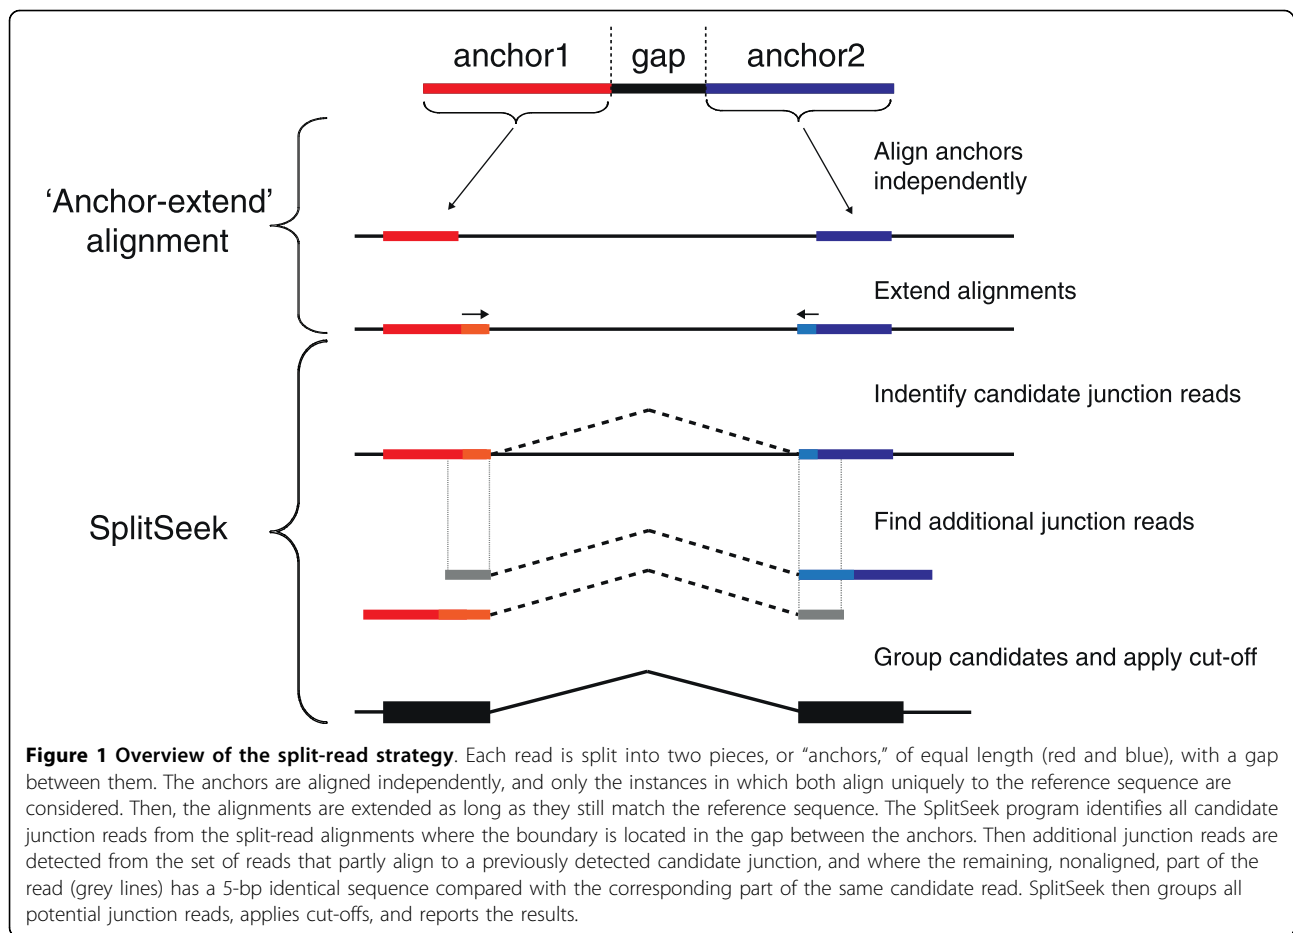 anchor1 gap anchor2
Align anchors
independently
‘Anchor-extend’
alignment
Extend alignments
Indentify candidate junction reads
SplitSeek
Find additional junction reads
Group candidates and apply cut-off
Figure 1 Overview of the split-read strategy. Each read is split into two pieces, or “anchors,” of equal length (red and blue), with a gap
between them. The anchors are aligned independently, and only the instances in which both align uniquely to the reference sequence are
considered. Then, the alignments are extended as long as they still match the reference sequence. The SplitSeek program identifies all candidate
junction reads from the split-read alignments where the boundary is located in the gap between the anchors. Then additional junction reads are
detected from the set of reads that partly align to a previously detected candidate junction, and where the remaining, nonaligned, part of the
read (grey lines) has a 5-bp identical sequence compared with the corresponding part of the same candidate read. SplitSeek then groups all
potential junction reads, applies cut-offs, and reports the results.